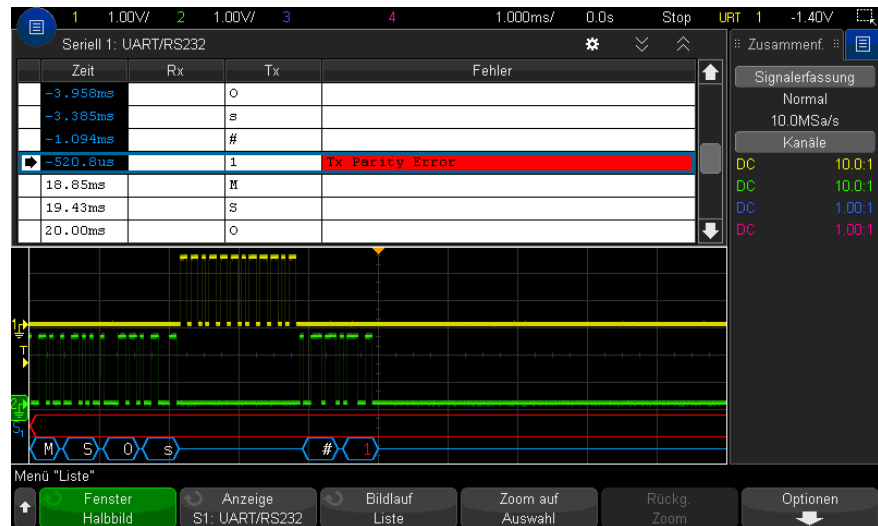 1 1.00V/ 2 1.00V/ 3 4 1.000ms/ 0.0s Stop URT 1 -1.40V
Seriell 1: UART/RS232
Zusammenf.
Zeit Rx Tx Fehler
-3.958ms O
-3.385ms s
-1.094ms #
-520.8us 1 Tx Parity Error
18.85ms M
19.43ms S
20.00ms O
Signalerfassung
Normal
10.0MSa/s
Kanäle
DC 10.0:1
DC 10.0:1
DC 1.00:1
DC 1.00:1
1
T
2
S1
M S O s # 1
Menü "Liste"
Fenster
Halbbild
Anzeige
S1: UART/RS232
Bildlauf
Liste
Zoom auf
Auswahl
Rückg.
Zoom
Optionen